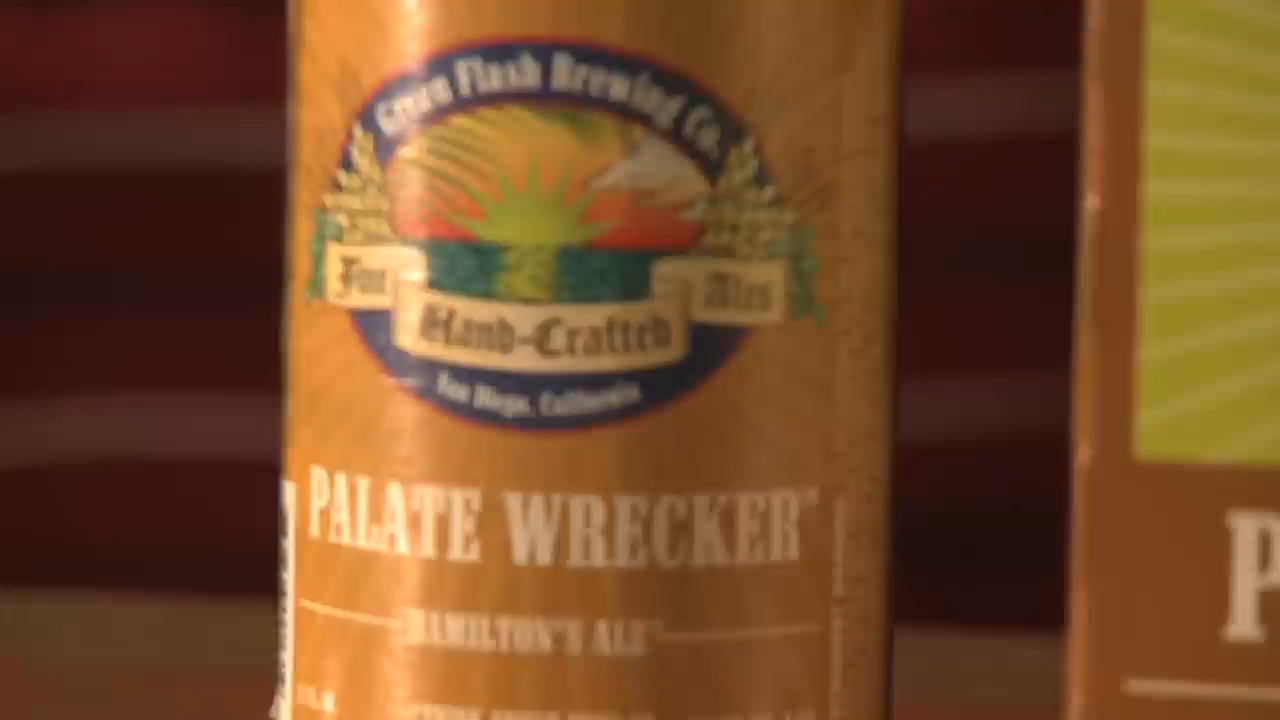 Green Flash Brewing Co.
Fine Ales
Hand-Crafted
San Diego, California
PALATE WRECKER
HAMILTON'S ALE
P